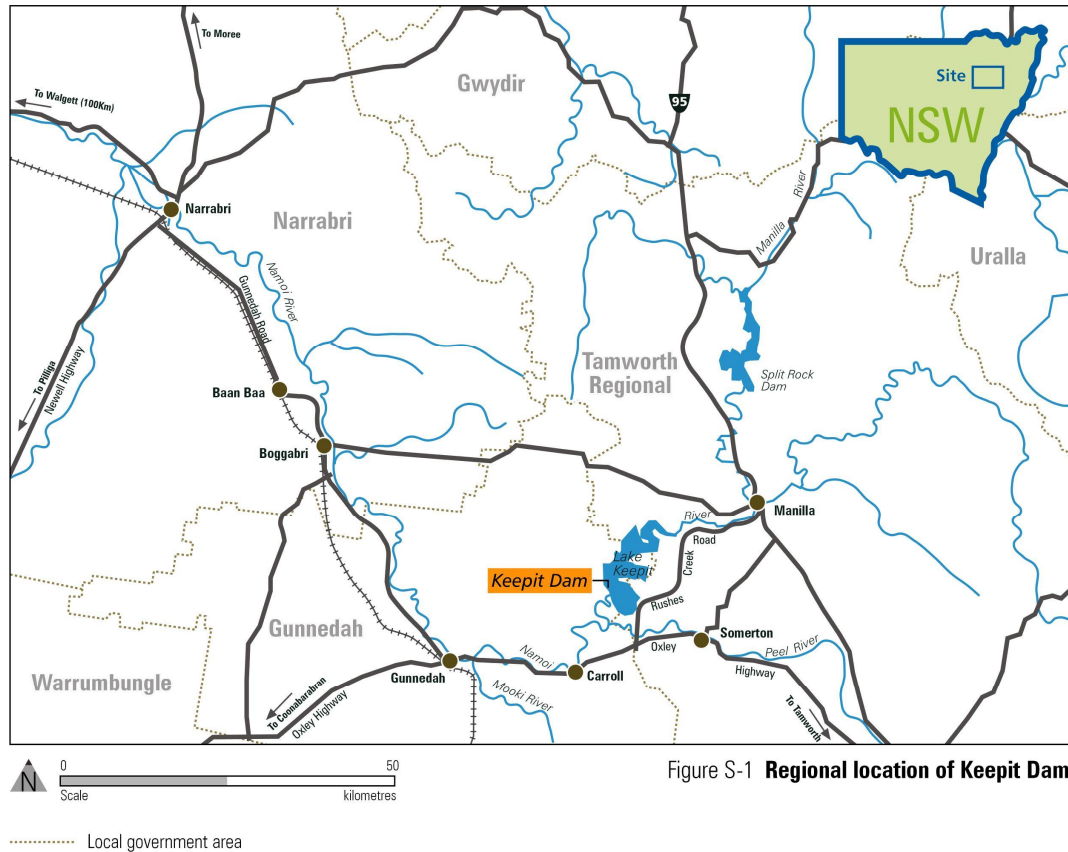 To Moree
To Walgett (100Km)
Gwydir
95
Site
NSW
Narrabri
Narrabri
Manilla
River
Uralla
Namoi River
Gunnedah Road
To Pilliga
Newell Highway
Tamworth
Regional
Split Rock
Dam
Baan Baa
Boggabri
Manilla
River
Road
Creek
Rushes
Lake
Keepit
Keepit Dam
Gunnedah
Warrumbungle
Somerton
Oxley
Peel River
Highway
To Tamworth
Namoi
Carroll
Gunnedah
Mooki River
To Coonabarabran
Oxley Highway
N
0
50
Scale
kilometres
Figure S-1 Regional location of Keepit Dam
Local government area